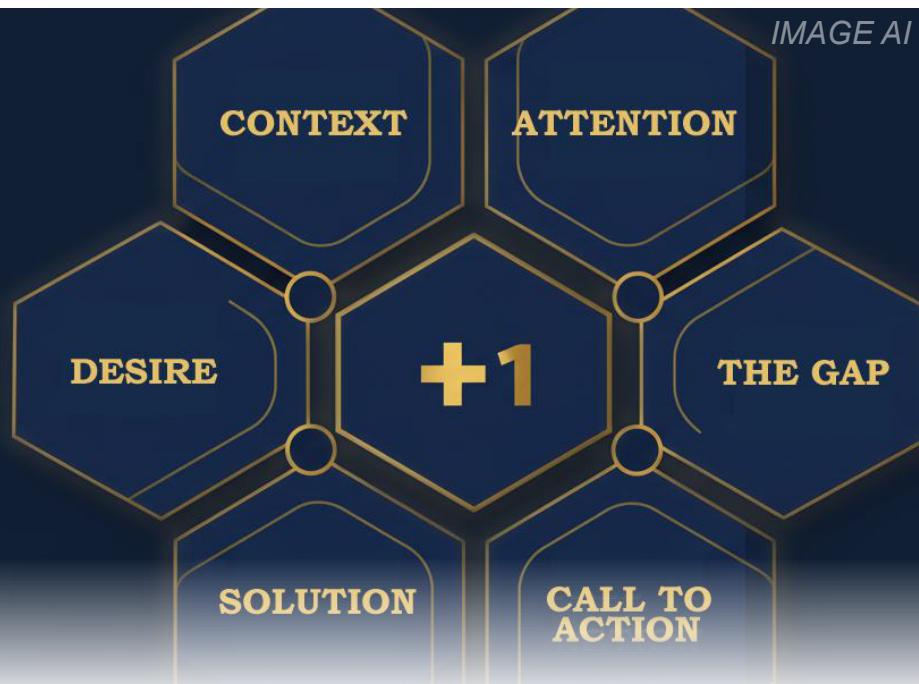 IMAGE AI
CONTEXT
ATTENTION
DESIRE
+1
THE GAP
SOLUTION
CALL TO
ACTION